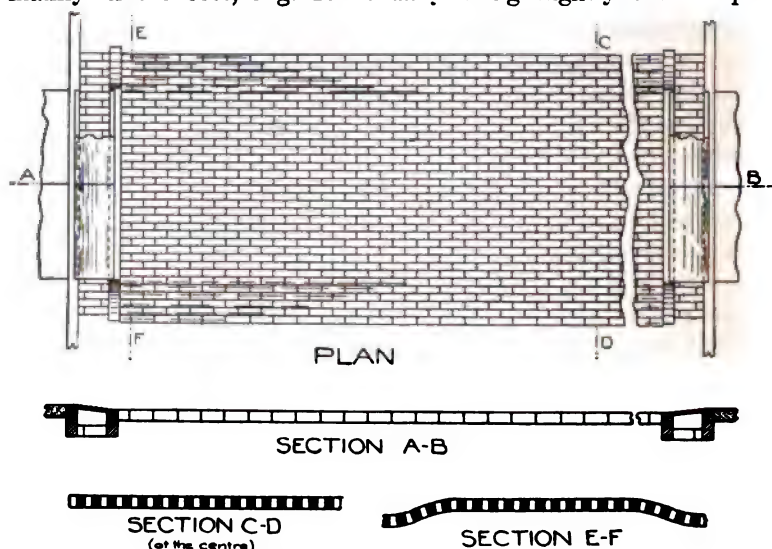 E C
A B
F D
PLAN
SECTION A-B
SECTION C-D
(at the centre)
SECTION E-F